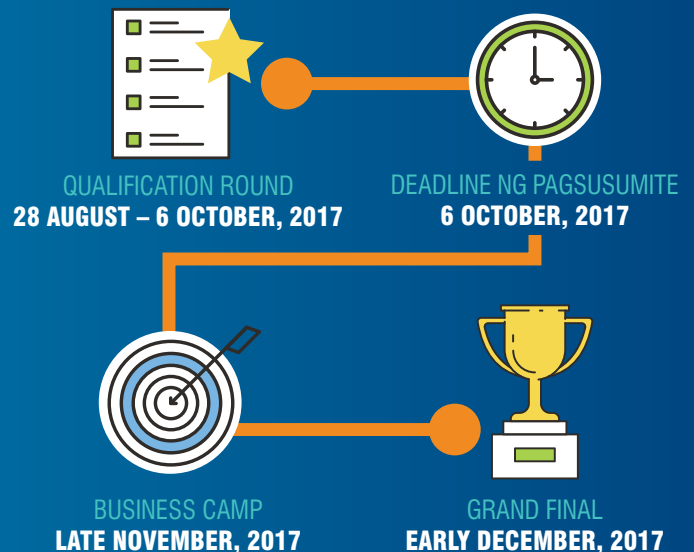 QUALIFICATION ROUND
28 AUGUST – 6 OCTOBER, 2017
DEADLINE NG PAGSUSUMITE
6 OCTOBER, 2017
BUSINESS CAMP
LATE NOVEMBER, 2017
GRAND FINAL
EARLY DECEMBER, 2017